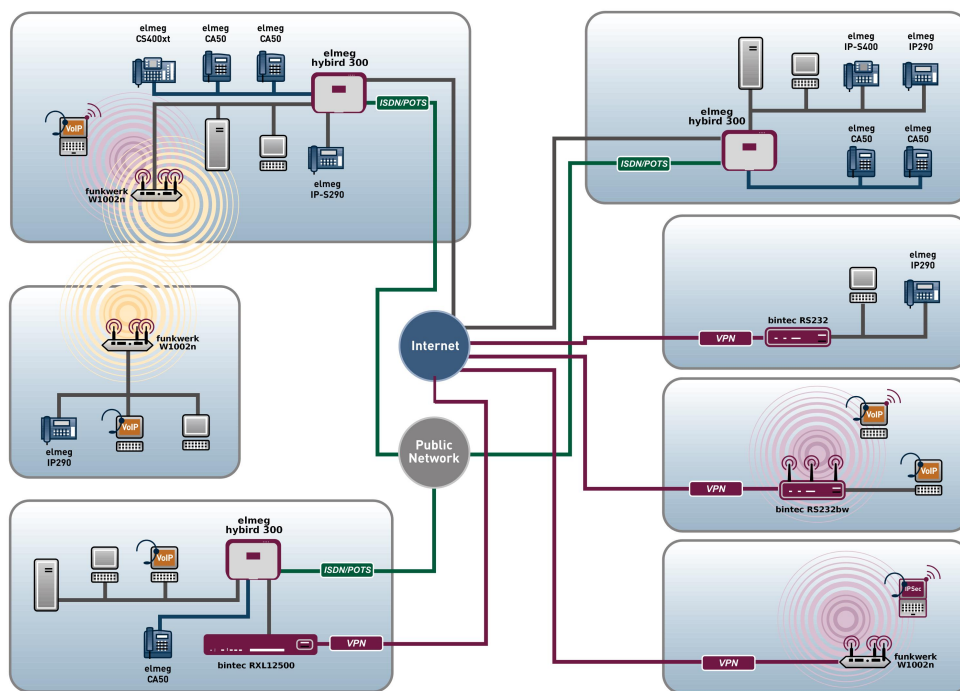 elmeg
CS400xt
elmeg
CA50
elmeg
CA50
elmeg
hybird 300
ISDN/POTS
VoIP
funkwerk
W1002n
elmeg
IP-S290
elmeg
IP-S400
elmeg
IP290
elmeg
hybird 300
ISDN/POTS
elmeg
CA50
elmeg
CA50
funkwerk
W1002n
elmeg
IP290
VoIP
Internet
Public
Network
elmeg
IP290
bintec RS232
VPN
VoIP
VoIP
VPN
bintec RS232bw
elmeg
hybird 300
VoIP
ISDN/POTS
elmeg
CA50
bintec RXL12500
VPN
IPSec
VPN
funkwerk
W1002n